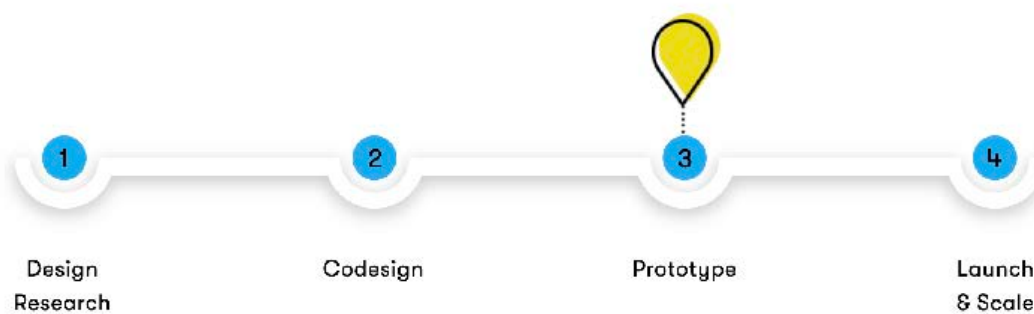 1
2
3
4
Design
Research
Codesign
Prototype
Launch
& Scale